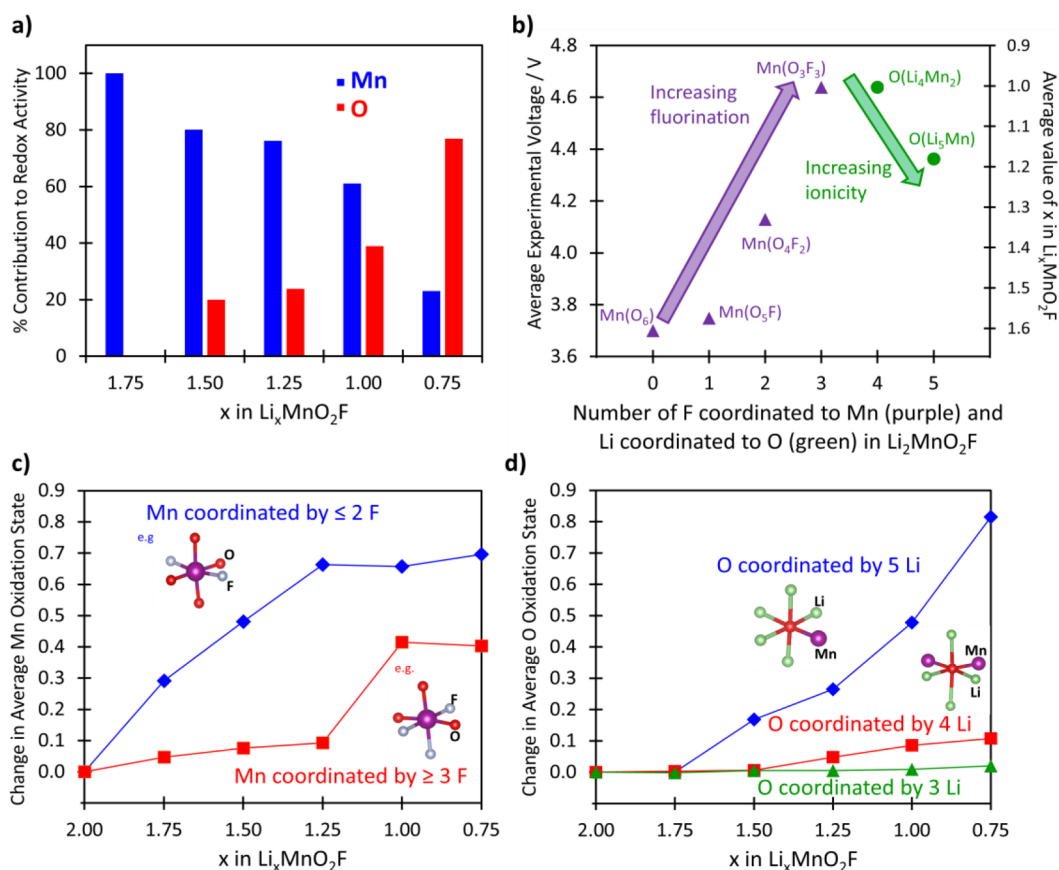 a)
% Contribution to Redox Activity
100
80
60
40
20
0
Mn
O
1.75 1.50 1.25 1.00 0.75
x in LiₓMnO₂F
b)
Average Experimental Voltage / V
4.8
4.6
4.4
4.2
4.0
3.8
3.6
Increasing
fluorination
Mn(O₃F₃)
O(Li₄Mn₂)
O(Li₅Mn)
Increasing
ionicity
Mn(O₄F₂)
Mn(O₆)
Mn(O₅F)
0.9
1.0
1.1
1.2
1.3
1.4
1.5
1.6
Average value of x in LiₓMnO₂F
0 1 2 3 4 5
Number of F coordinated to Mn (purple) and
Li coordinated to O (green) in Li₂MnO₂F
c)
Change in Average Mn Oxidation State
0.9
0.8
0.7
0.6
0.5
0.4
0.3
0.2
0.1
0.0
Mn coordinated by ≤ 2 F
e.g
O
F
e.g.
F
O
Mn coordinated by ≥ 3 F
2.00 1.75 1.50 1.25 1.00 0.75
x in LiₓMnO₂F
d)
Change in Average O Oxidation State
0.9
0.8
0.7
0.6
0.5
0.4
0.3
0.2
0.1
0.0
O coordinated by 5 Li
Li
Mn
Mn
Li
O coordinated by 4 Li
O coordinated by 3 Li
2.00 1.75 1.50 1.25 1.00 0.75
x in LiₓMnO₂F